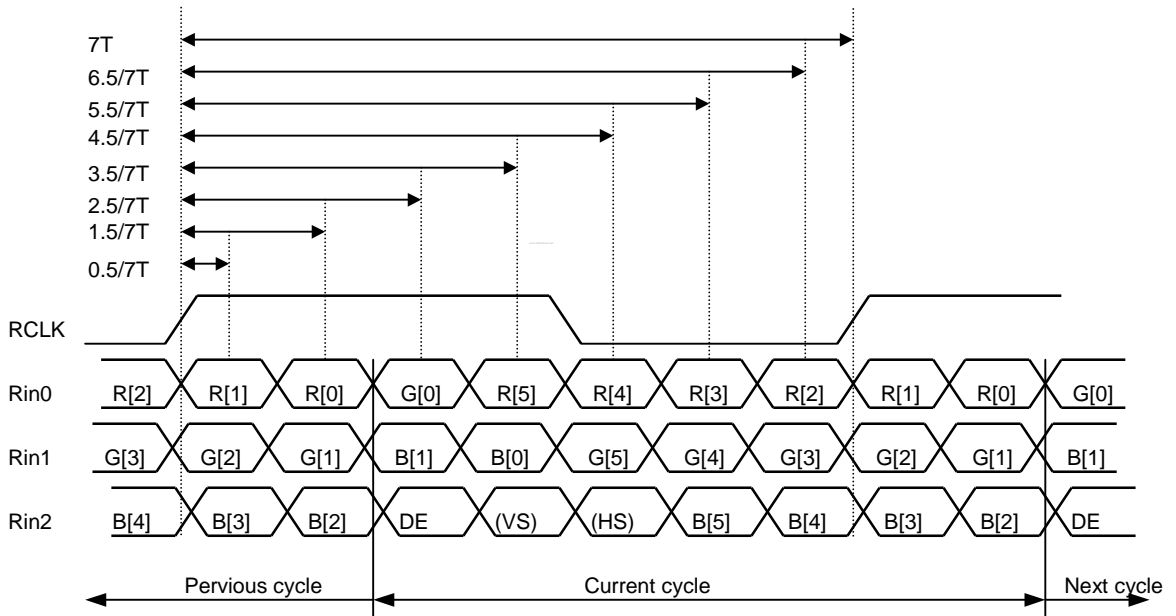 7T
6.5/7T
5.5/7T
4.5/7T
3.5/7T
2.5/7T
1.5/7T
0.5/7T
RCLK
Rin0 R[2] R[1] R[0] G[0] R[5] R[4] R[3] R[2] R[1] R[0] G[0]
Rin1 G[3] G[2] G[1] B[1] B[0] G[5] G[4] G[3] G[2] G[1] B[1]
Rin2 B[4] B[3] B[2] DE (VS) (HS) B[5] B[4] B[3] B[2] DE
Pervious cycle Current cycle Next cycle